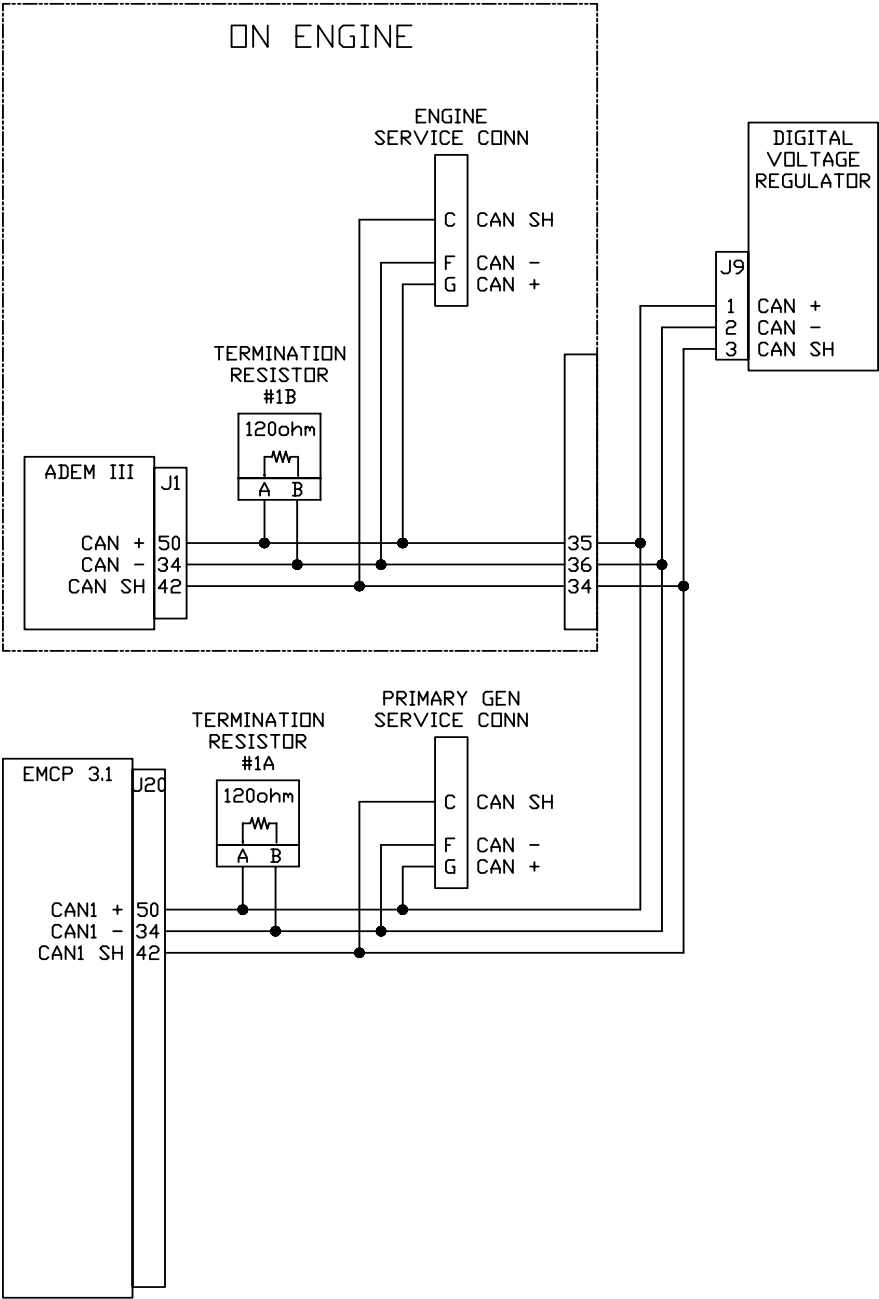 ON ENGINE
ENGINE
SERVICE CONN
C CAN SH
F CAN -
G CAN +
DIGITAL
VOLTAGE
REGULATOR
J9
1 CAN +
2 CAN -
3 CAN SH
TERMINATION
RESISTOR
#1B
120ohm
A B
ADEM III
J1
CAN + 50
CAN - 34
CAN SH 42
35
36
34
PRIMARY GEN
SERVICE CONN
C CAN SH
F CAN -
G CAN +
TERMINATION
RESISTOR
#1A
120ohm
A B
EMCP 3.1
J20
CAN1 + 50
CAN1 - 34
CAN1 SH 42